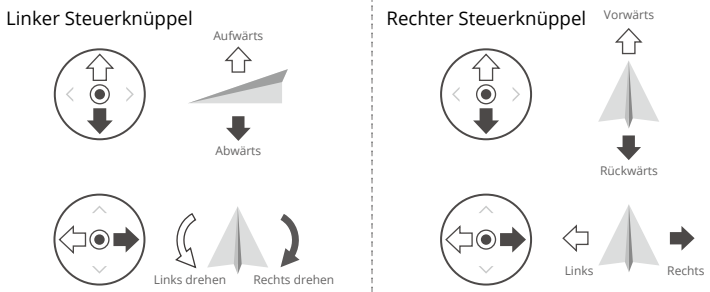 Linker Steuerknüppel
Aufwärts
Abwärts
Links drehen
Rechts drehen
Rechter Steuerknüppel
Vorwärts
Rückwärts
Links
Rechts